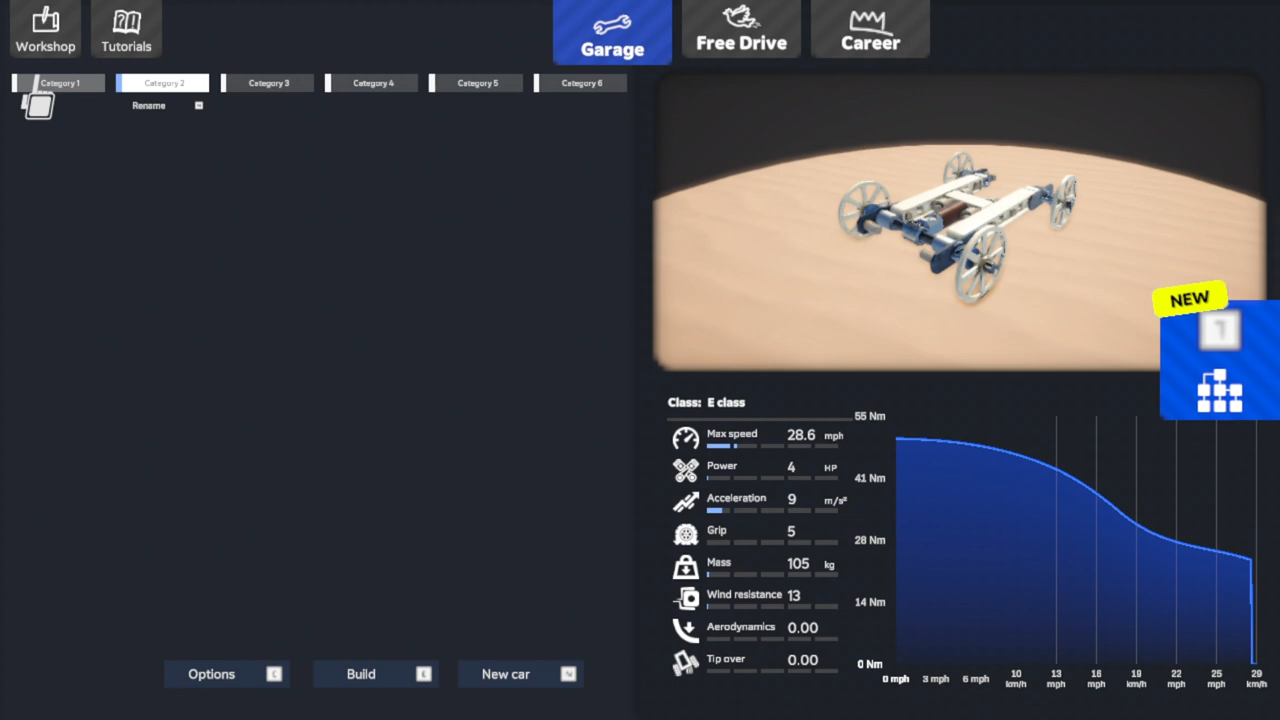 Workshop
Tutorials
Garage
Free Drive
Career
Category 1
Category 2
Category 3
Category 4
Category 5
Category 6
Rename
NEW
Class: E class
Max speed 28.6 mph
Power 4 HP
Acceleration 9 m/s²
Grip 5
Mass 105 kg
Wind resistance 13
Aerodynamics 0.00
Tip over 0.00
55 Nm
41 Nm
28 Nm
14 Nm
0 Nm
0 mph 3 mph 6 mph 10 km/h 13 mph 16 mph 19 km/h 22 mph 25 mph 29 km/h
Options C
Build
New car N